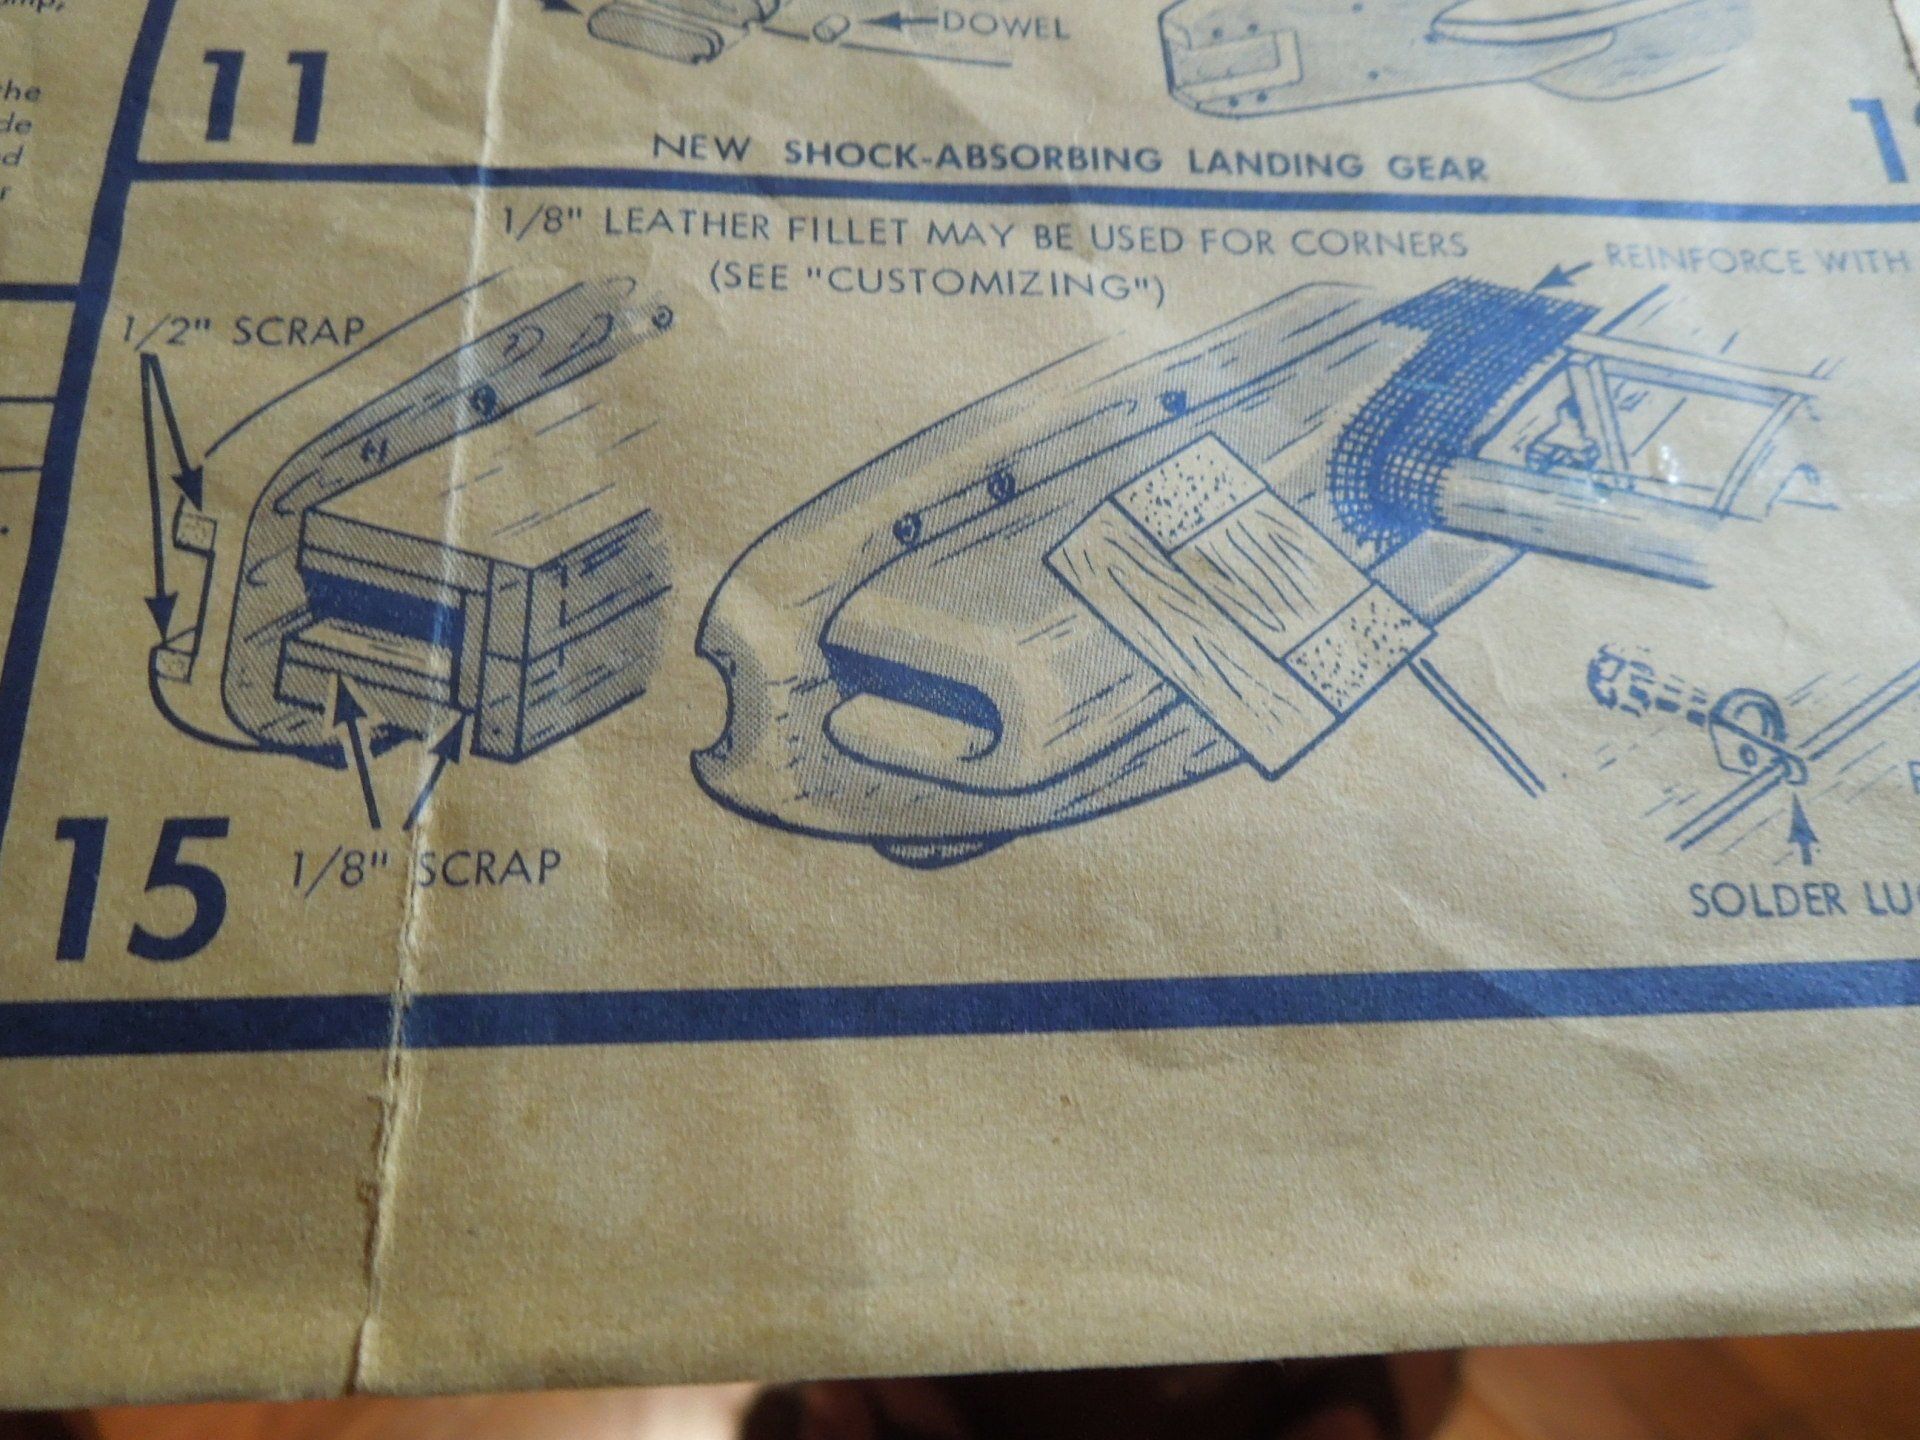 the
DOWEL
11
NEW SHOCK-ABSORBING LANDING GEAR
1/8" LEATHER FILLET MAY BE USED FOR CORNERS
(SEE "CUSTOMIZING")
REINFORCE WITH
1/2" SCRAP
15
1/8" SCRAP
SOLDER